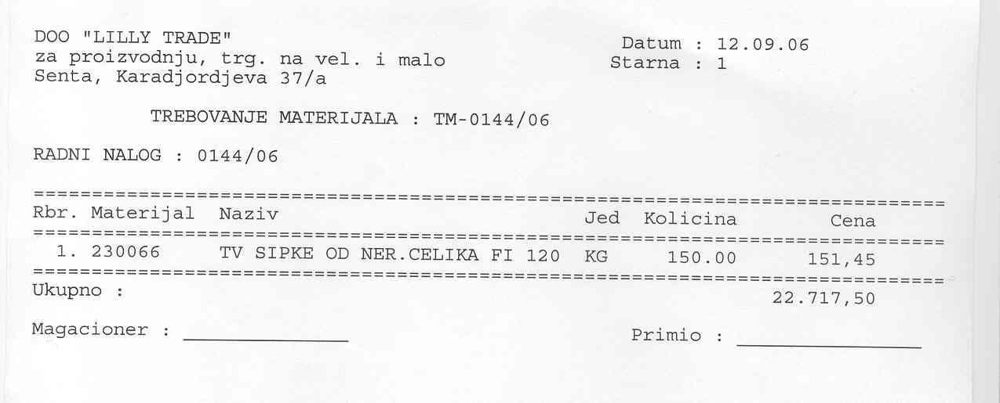 DOO "LILLY TRADE" Datum : 12.09.06
za proizvodnju, trg. na vel. i malo Starna : 1
Senta, Karadjordjeva 37/a
TREBOVANJE MATERIJALA : TM-0144/06
RADNI NALOG : 0144/06
===============================================================================
Rbr. Materijal Naziv Jed Kolicina Cena
===============================================================================
1. 230066 TV SIPKE OD NER.CELIKA FI 120 KG 150.00 151,45
===============================================================================
Ukupno : 22.717,50
Magacioner : ______________ Primio : ________________